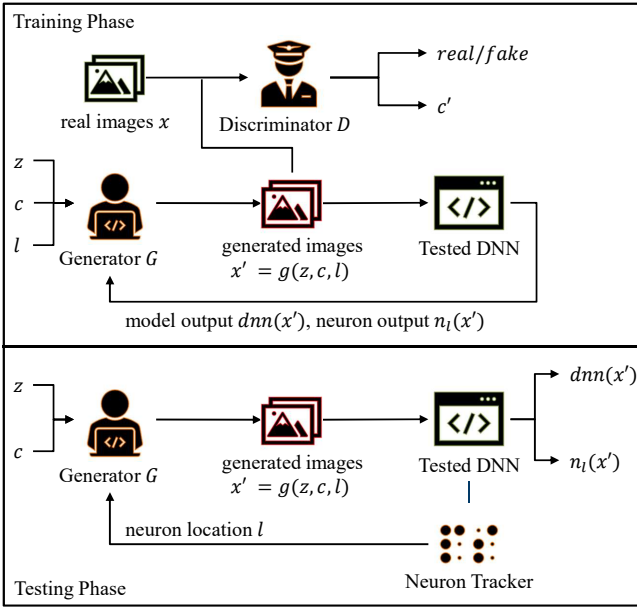 Training Phase
real images x
Discriminator D
real/fake
c′
z
c
l
Generator G
</>
generated images
x′ = g(z, c, l)
</>
Tested DNN
model output dnn(x′), neuron output n_l(x′)
z
c
Generator G
</>
generated images
x′ = g(z, c, l)
</>
Tested DNN
dnn(x′)
n_l(x′)
neuron location l
Neuron Tracker
Testing Phase